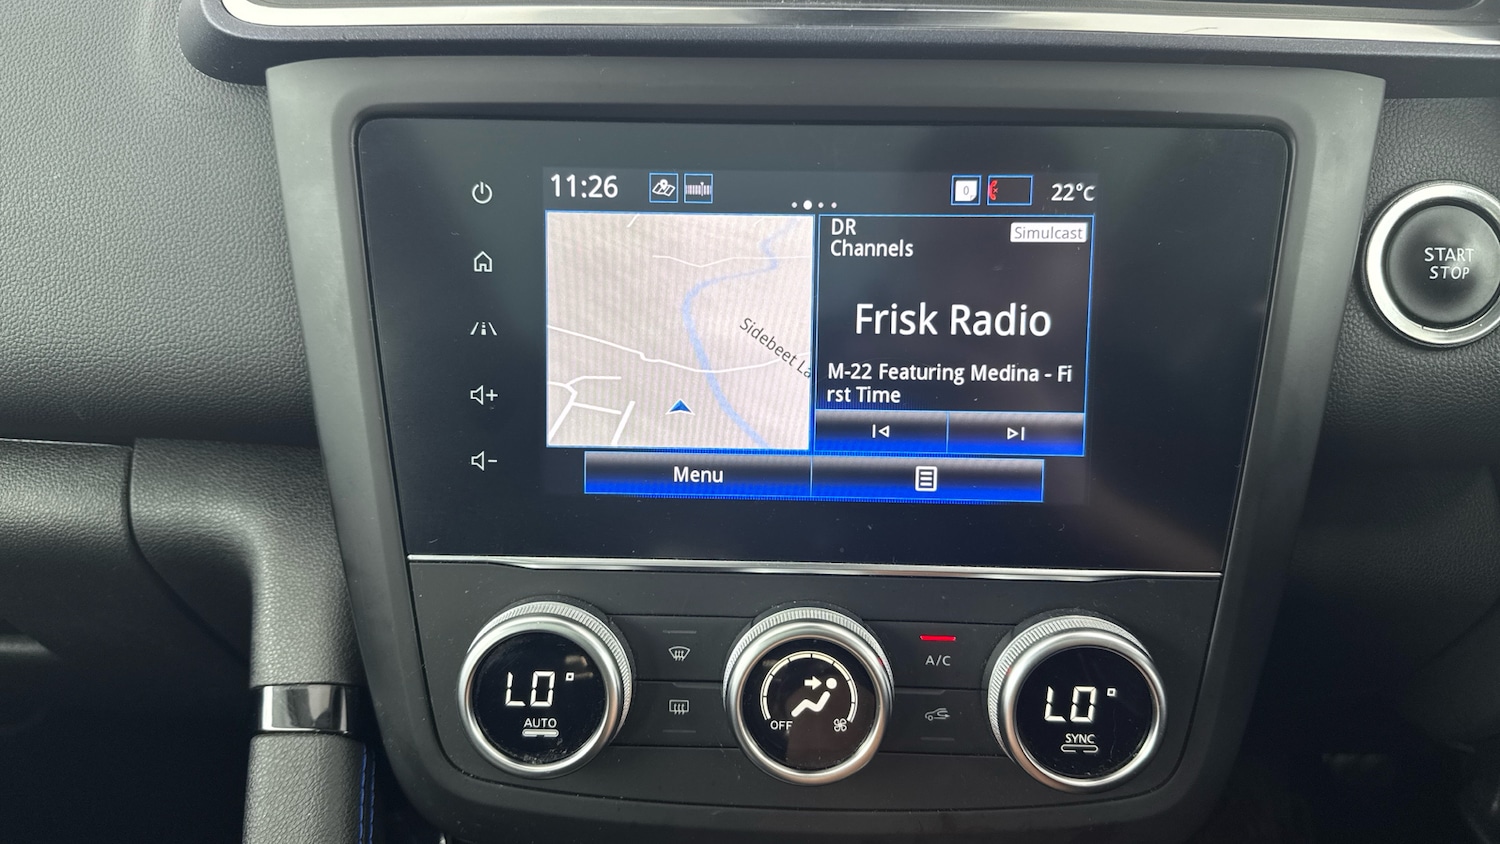 11:26
0
22°C
DR
Channels
Simulcast
Sidebeet La
Frisk Radio
M-22 Featuring Medina - Fi
rst Time
Menu
START
STOP
LO°
AUTO
OFF
A/C
LO°
SYNC